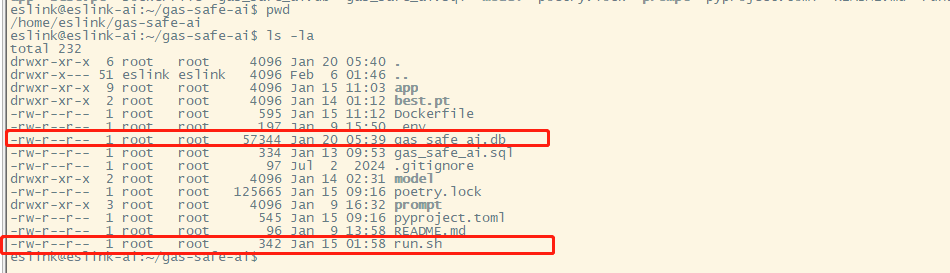 eslink@eslink-ai:~/gas-safe-ai$ pwd
/home/eslink/gas-safe-ai
eslink@eslink-ai:~/gas-safe-ai$ ls -la
total 232
drwxr-xr-x 6 root root 4096 Jan 20 05:40 .
drwxr-x--- 51 eslink eslink 4096 Feb 6 01:46 ..
drwxr-xr-x 9 root root 4096 Jan 15 11:03 app
drwxr-xr-x 2 root root 4096 Jan 14 01:12 best.pt
-rw-r--r-- 1 root root 595 Jan 15 11:12 Dockerfile
-rw-r--r-- 1 root root 197 Jan 9 15:50 .env
-rw-r--r-- 1 root root 57344 Jan 20 05:39 gas_safe_ai.db
-rw-r--r-- 1 root root 334 Jan 13 09:53 gas_safe_ai.sql
-rw-r--r-- 1 root root 97 Jul 2 2024 .gitignore
drwxr-xr-x 2 root root 4096 Jan 14 02:31 model
-rw-r--r-- 1 root root 125665 Jan 15 09:16 poetry.lock
drwxr-xr-x 3 root root 4096 Jan 9 16:32 prompt
-rw-r--r-- 1 root root 545 Jan 15 09:16 pyproject.toml
-rw-r--r-- 1 root root 96 Jan 9 13:58 README.md
-rw-r--r-- 1 root root 342 Jan 15 01:58 run.sh
eslink@eslink-ai:~/gas-safe-ai$